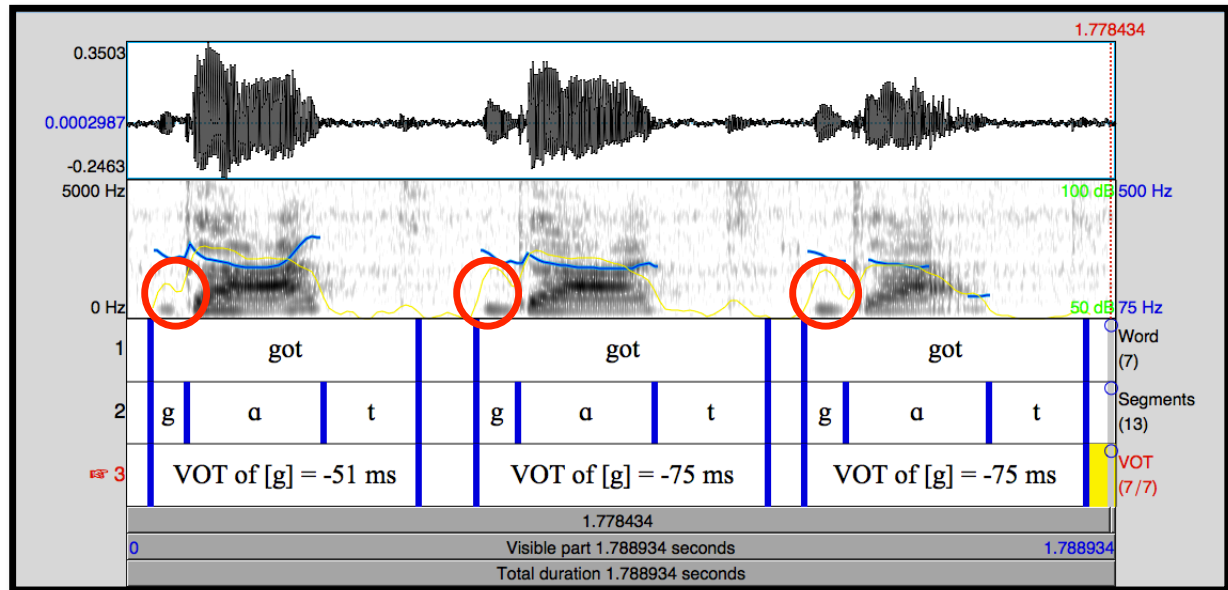 1.778434
0.3503
0.0002987
-0.2463
5000 Hz 100 dB 500 Hz
0 Hz 50 dB 75 Hz
1 got got got Word
(7)
2 g ɑ t g ɑ t g ɑ t Segments
(13)
3 VOT of [g] = -51 ms VOT of [g] = -75 ms VOT of [g] = -75 ms VOT
(7/7)
1.778434
0 Visible part 1.788934 seconds 1.788934
Total duration 1.788934 seconds